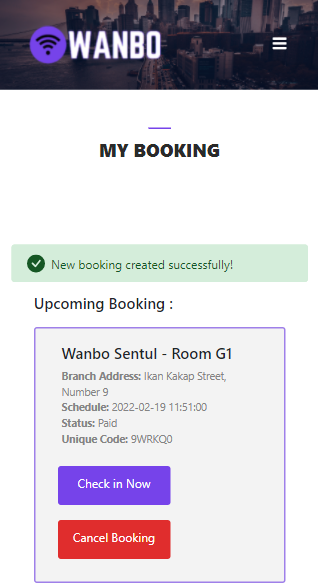 WANBO
MY BOOKING
New booking created successfully!
Upcoming Booking :
Wanbo Sentul - Room G1
Branch Address: Ikan Kakap Street,
Number 9
Schedule: 2022-02-19 11:51:00
Status: Paid
Unique Code: 9WRKQ0
Check in Now
Cancel Booking